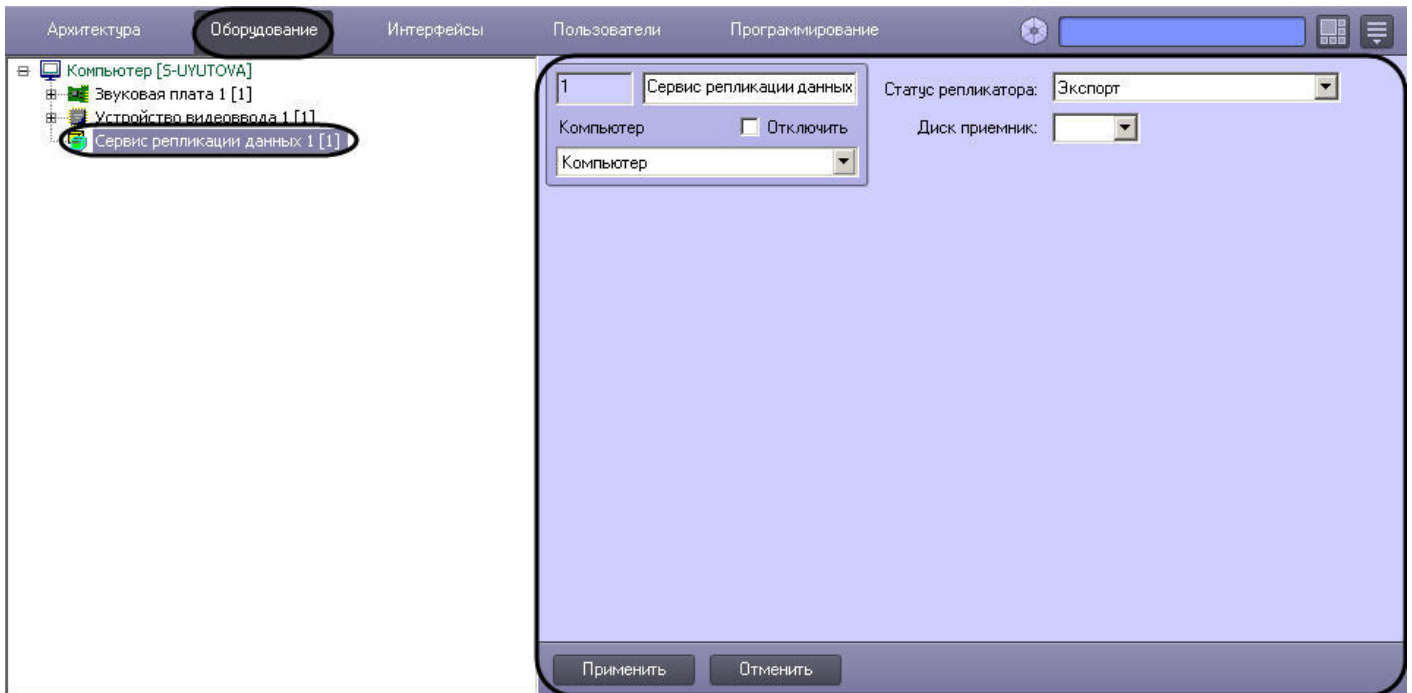 Архитектура Оборудование Интерфейсы Пользователи Программирование
Компьютер [S-UYUTOVA]
Звуковая плата 1 [1]
Устройство видеоввода 1 [1]
Сервис репликации данных 1 [1]
1 Сервис репликации данных
Компьютер Отключить
Компьютер
Статус репликатора: Экспорт
Диск приемник:
Применить Отменить